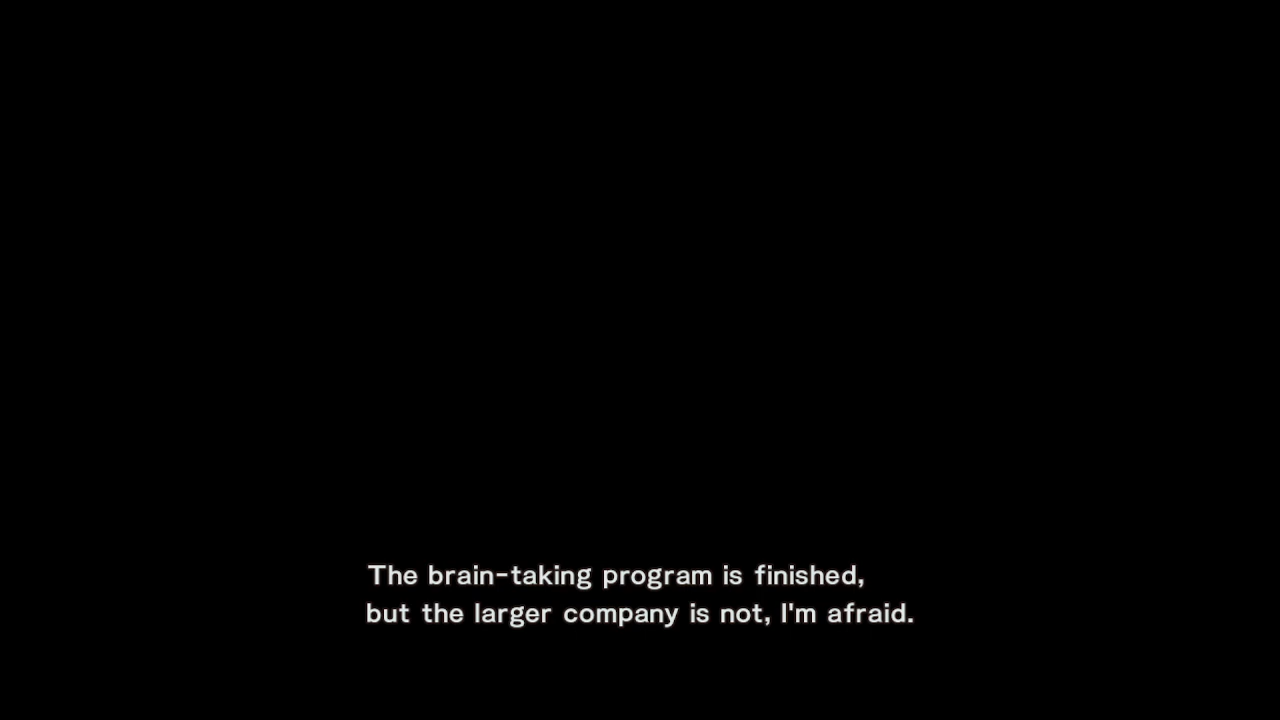 The brain-taking program is finished,
but the larger company is not, I'm afraid.